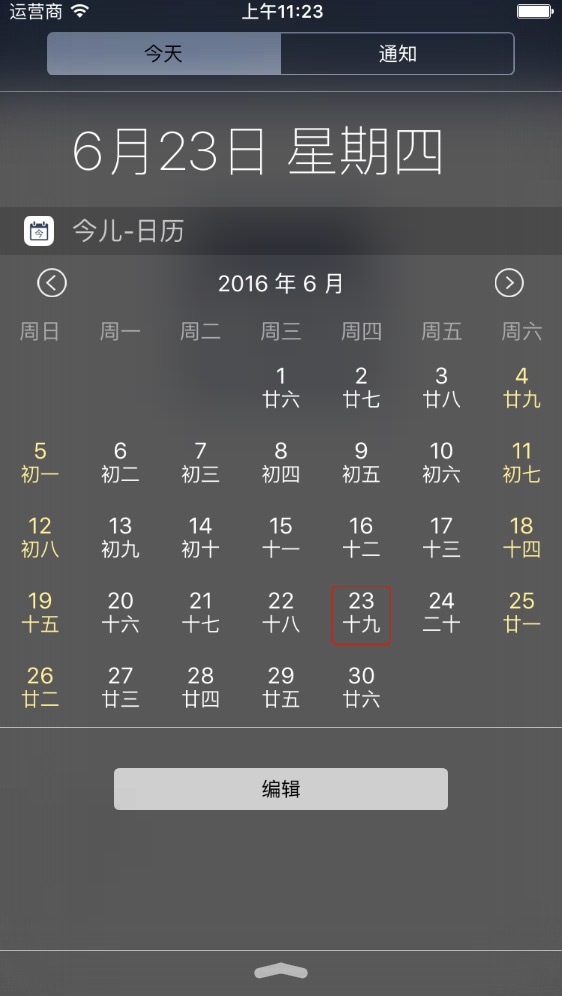 运营商 上午11:23
今天 通知
6月23日 星期四
今 今儿-日历
2016 年 6 月
周日 周一 周二 周三 周四 周五 周六
1 2 3 4
廿六 廿七 廿八 廿九
5 6 7 8 9 10 11
初一 初二 初三 初四 初五 初六 初七
12 13 14 15 16 17 18
初八 初九 初十 十一 十二 十三 十四
19 20 21 22 23 24 25
十五 十六 十七 十八 十九 二十 廿一
26 27 28 29 30
廿二 廿三 廿四 廿五 廿六
编辑